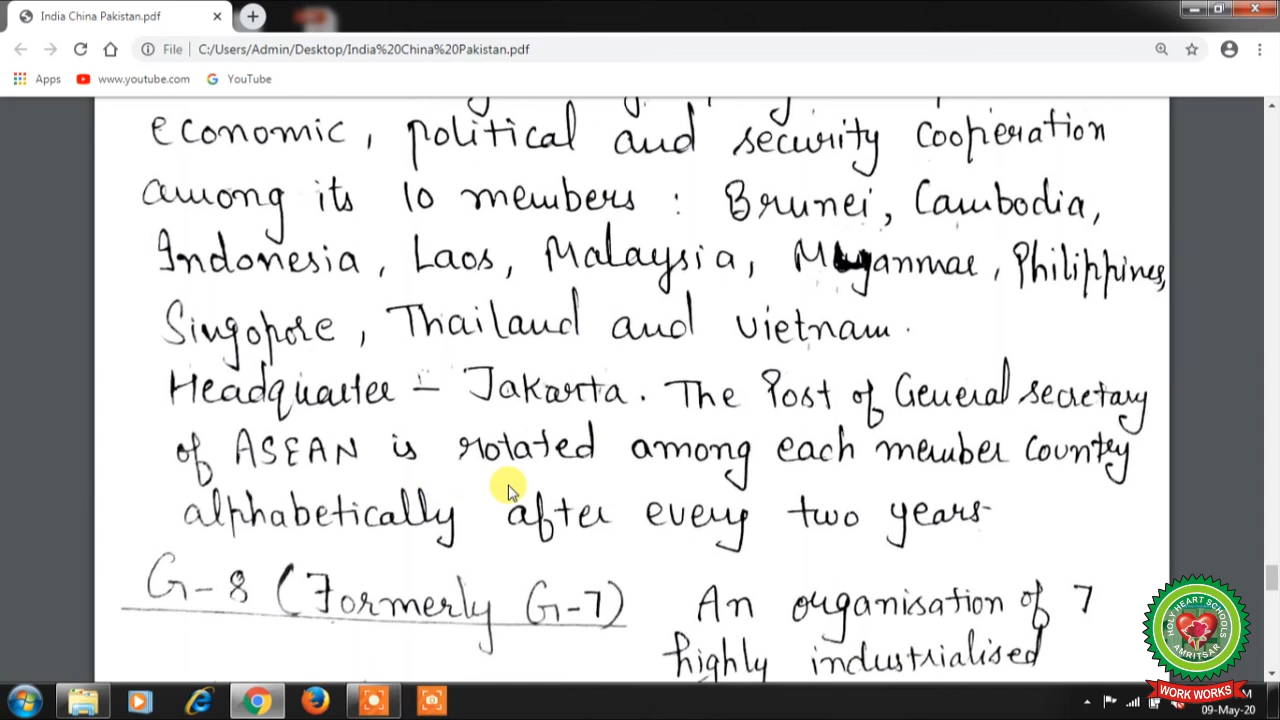 India China Pakistan.pdf
File | C:/Users/Admin/Desktop/India%20China%20Pakistan.pdf
Apps www.youtube.com YouTube
economic, political and security cooperation
among its 10 members : Brunei, Cambodia,
Indonesia, Laos, Malaysia, Myanmar, Philippines,
Singopore, Thailand and vietnam.
Headquarter - Jakarta. The Post of General secretary
of ASEAN is rotated among each member country
alphabetically after every two years
G-8 (Formerly G-7) An organisation of 7
highly industrialised
HOLY HEART SCHOOLS
AMRITSAR
WORK WORKS
09-May-20